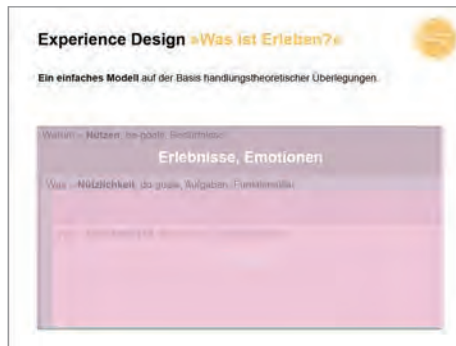 Experience Design »Was ist Erleben?«
Ein einfaches Modell auf der Basis handlungstheoretischer Überlegungen.
Warum – Nutzen, be-goals, Bedürfnisse
Erlebnisse, Emotionen
Was – Nützlichkeit, do-goals, Aufgaben, Funktionalität